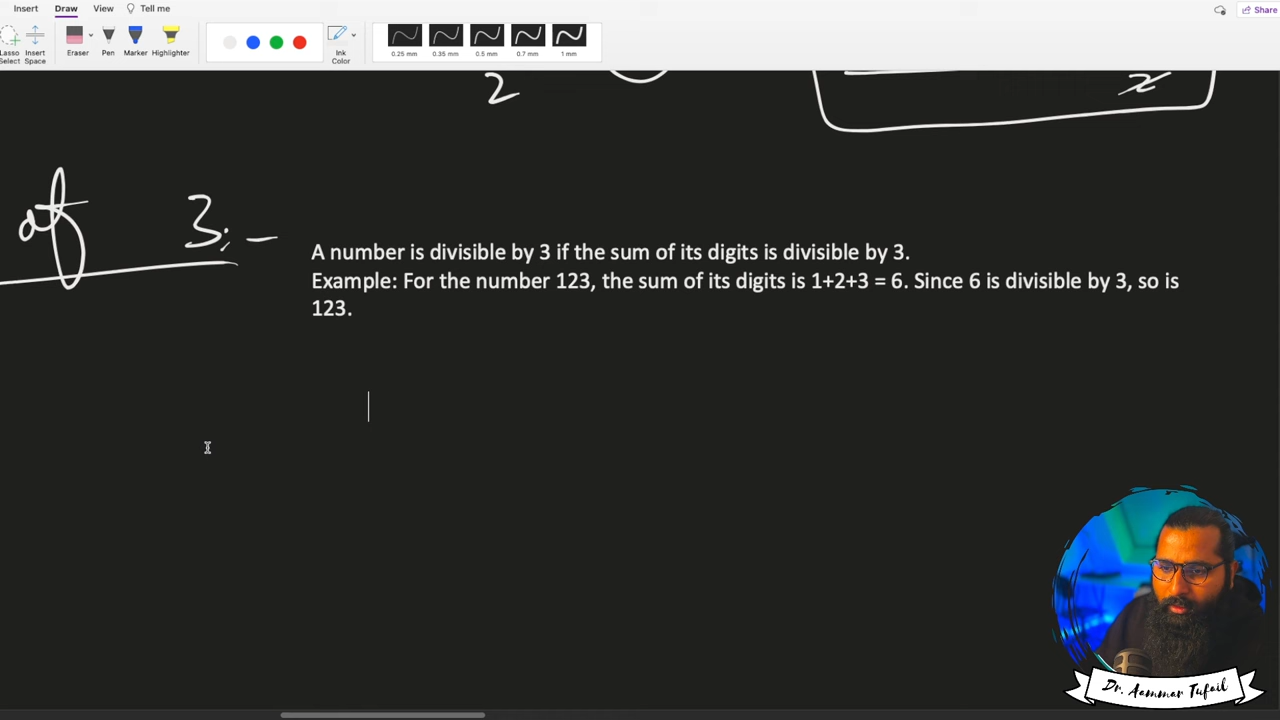 Insert Draw View Tell me
Share
Lasso Select
Insert Space
Eraser
Pen
Marker
Highlighter
Ink Color
0.25 mm
0.35 mm
0.5 mm
0.7 mm
1 mm
2
2
of 3:-
A number is divisible by 3 if the sum of its digits is divisible by 3.
Example: For the number 123, the sum of its digits is 1+2+3 = 6. Since 6 is divisible by 3, so is
123.
Dr. Aammar Tufail